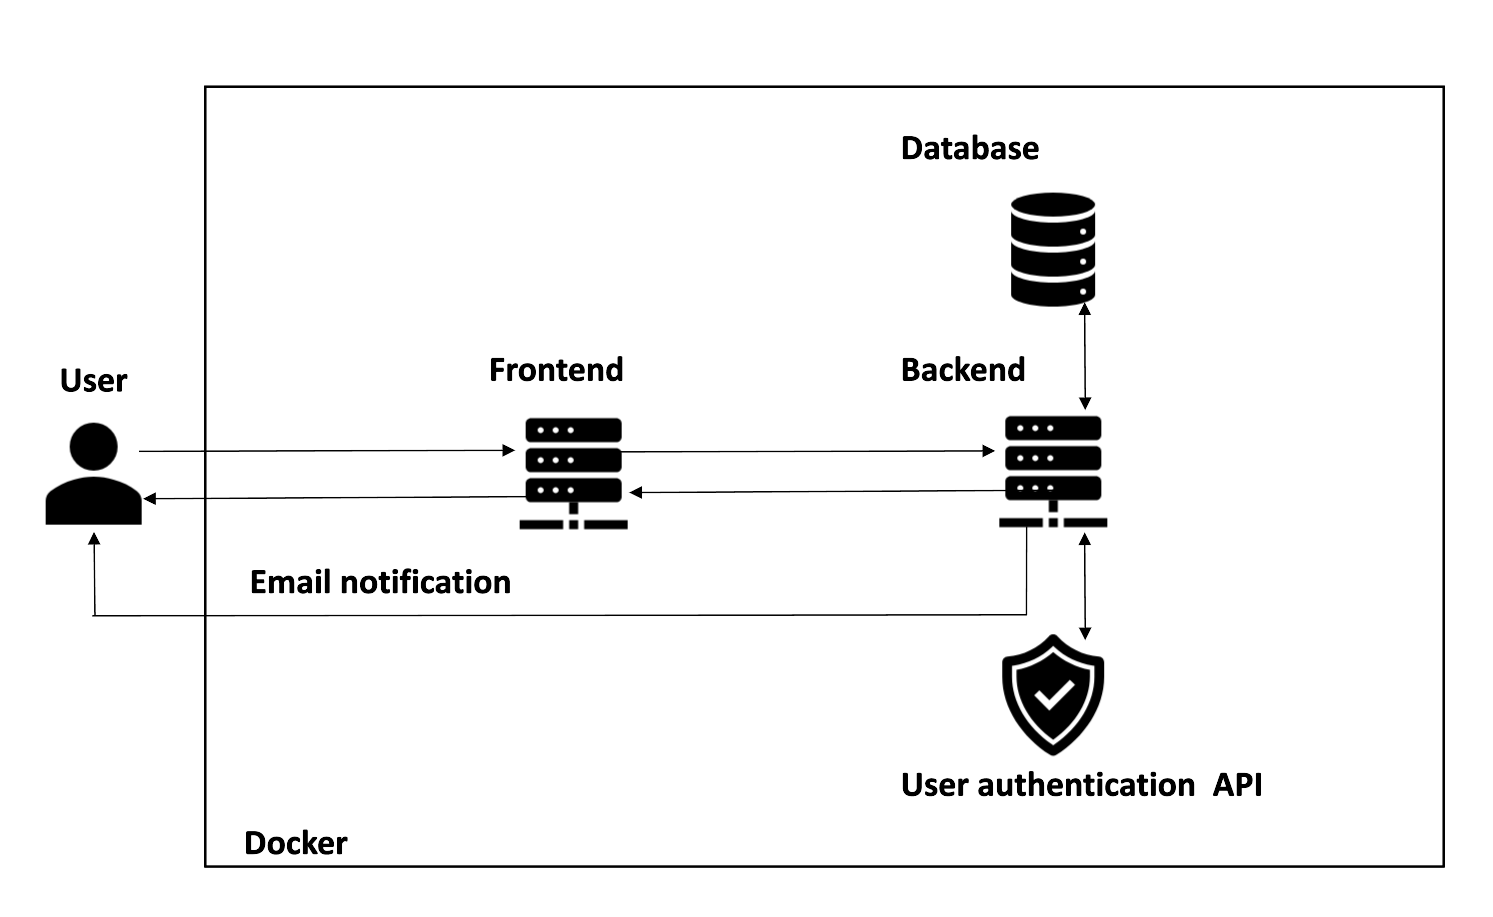 Database
User
Frontend
Backend
Email notification
User authentication  API
Docker